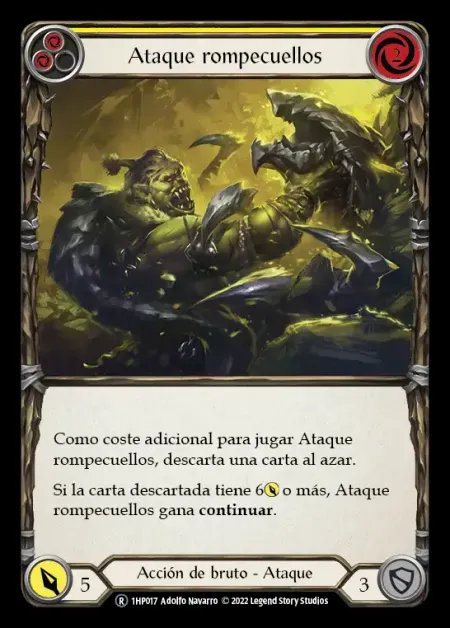 2
Ataque rompecuellos
Como coste adicional para jugar Ataque
rompecuellos, descarta una carta al azar.
Si la carta descartada tiene 6 o más, Ataque
rompecuellos gana continuar.
5
Acción de bruto - Ataque
3
R 1HP017 Adolfo Navarro © 2022 Legend Story Studios